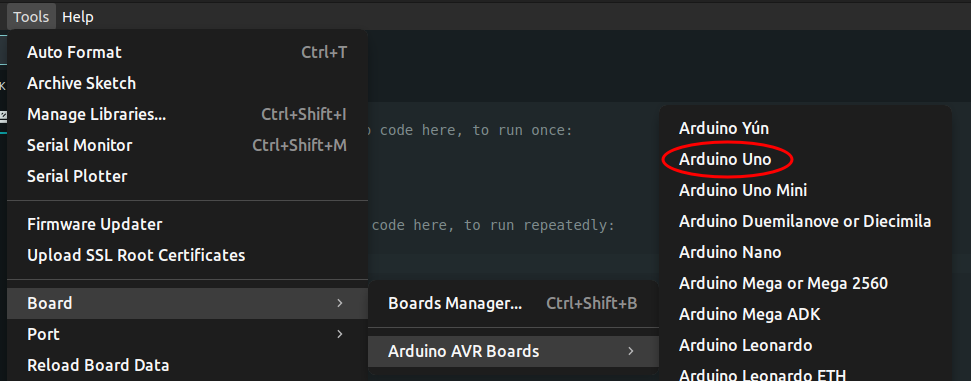 Tools Help
Auto Format Ctrl+T
Archive Sketch
Manage Libraries... Ctrl+Shift+I
Serial Monitor Ctrl+Shift+M
Serial Plotter
Firmware Updater
Upload SSL Root Certificates
Board
Port
Reload Board Data
code here, to run once:
code here, to run repeatedly:
Boards Manager... Ctrl+Shift+B
Arduino AVR Boards
Arduino Yún
Arduino Uno
Arduino Uno Mini
Arduino Duemilanove or Diecimila
Arduino Nano
Arduino Mega or Mega 2560
Arduino Mega ADK
Arduino Leonardo
Arduino Leonardo ETH